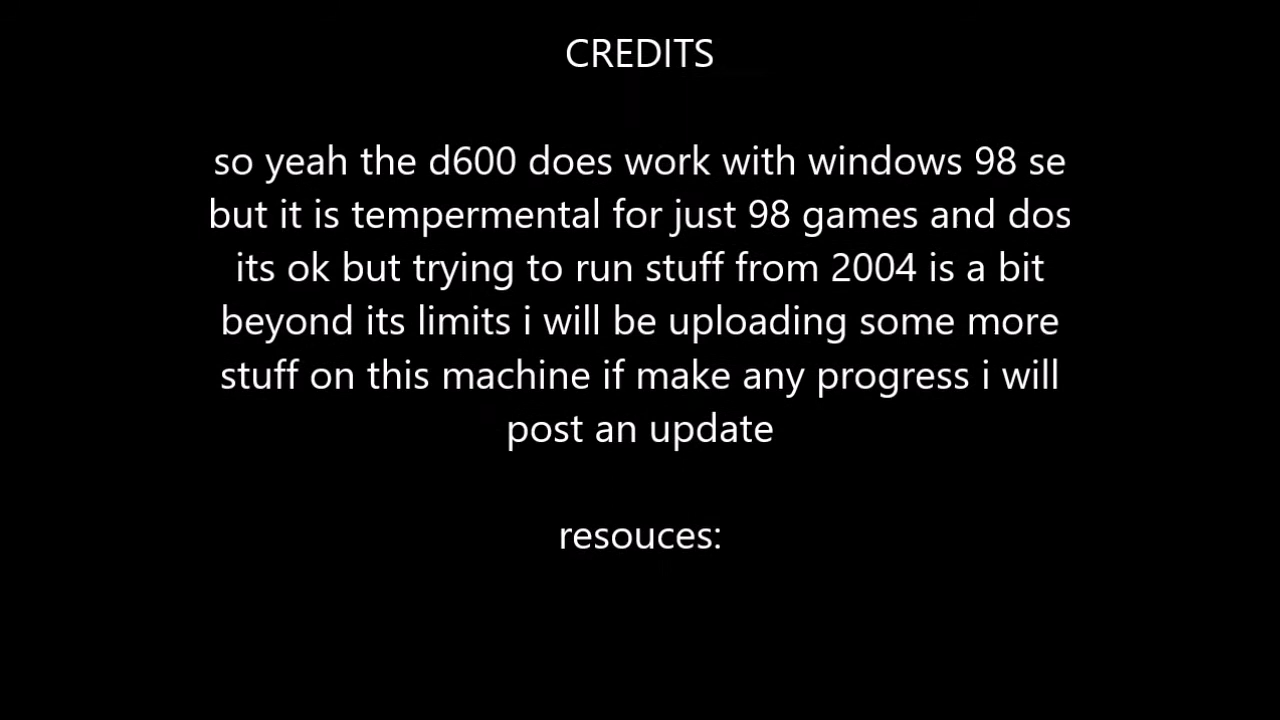 CREDITS
so yeah the d600 does work with windows 98 se
but it is tempermental for just 98 games and dos
its ok but trying to run stuff from 2004 is a bit
beyond its limits i will be uploading some more
stuff on this machine if make any progress i will
post an update
resouces: